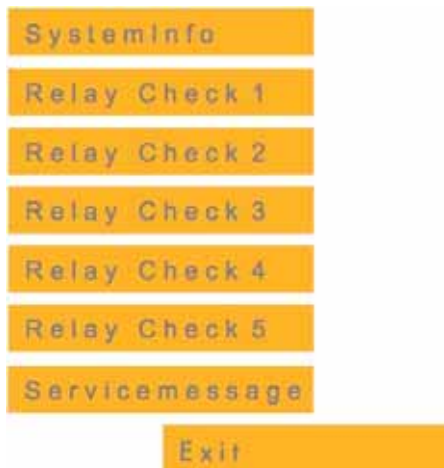 SystemInfo
Relay Check 1
Relay Check 2
Relay Check 3
Relay Check 4
Relay Check 5
Servicemessage
Exit